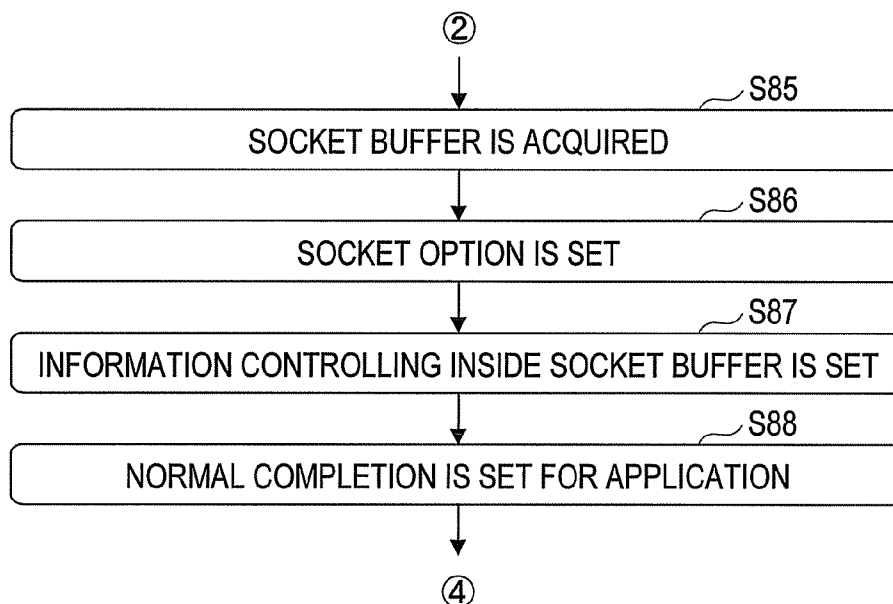 ②
S85
SOCKET BUFFER IS ACQUIRED
S86
SOCKET OPTION IS SET
S87
INFORMATION CONTROLLING INSIDE SOCKET BUFFER IS SET
S88
NORMAL COMPLETION IS SET FOR APPLICATION
④